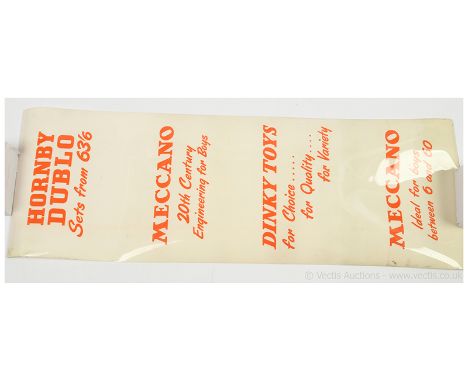 HORNBY
DUBLO
Sets from 63/6
MECCANO
20th Century
Engineering for Boys
DINKY TOYS
for Choice.....
for Quality....
for Variety
MECCANO
Ideal for boys
between 6 and 60
© Vectis Auctions - www.vectis.co.uk